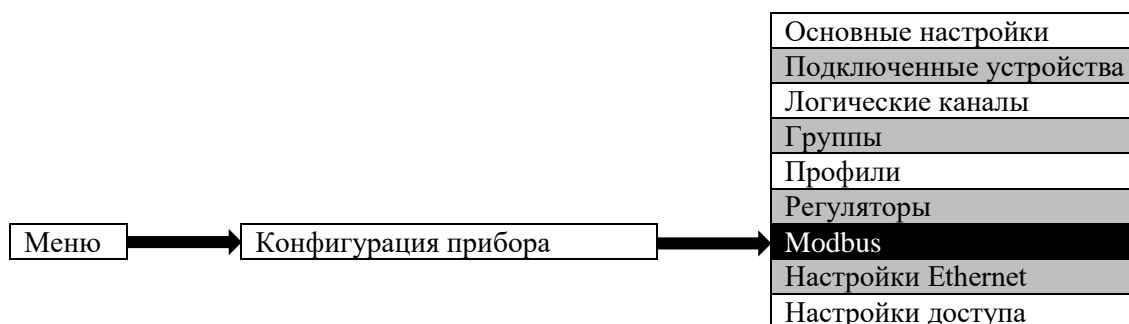 Основные настройки
Подключенные устройства
Логические каналы
Группы
Профили
Регуляторы
Меню
Конфигурация прибора
Modbus
Настройки Ethernet
Настройки доступа